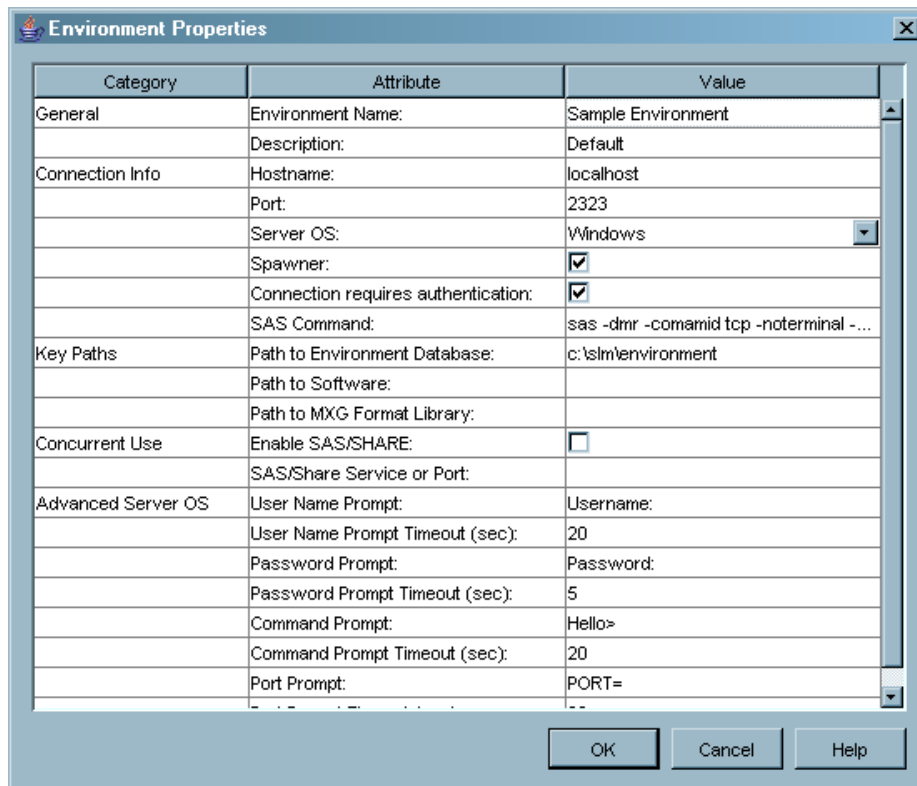 Environment Properties
Category Attribute Value
General Environment Name: Sample Environment
Description: Default
Connection Info Hostname: localhost
Port: 2323
Server OS: Windows
Spawner:
Connection requires authentication:
SAS Command: sas -dmr -comamid tcp -noterminal -...
Key Paths Path to Environment Database: c:\slm\environment
Path to Software:
Path to MXG Format Library:
Concurrent Use Enable SAS/SHARE:
SAS/Share Service or Port:
Advanced Server OS User Name Prompt: Username:
User Name Prompt Timeout (sec): 20
Password Prompt: Password:
Password Prompt Timeout (sec): 5
Command Prompt: Hello>
Command Prompt Timeout (sec): 20
Port Prompt: PORT=
OK Cancel Help